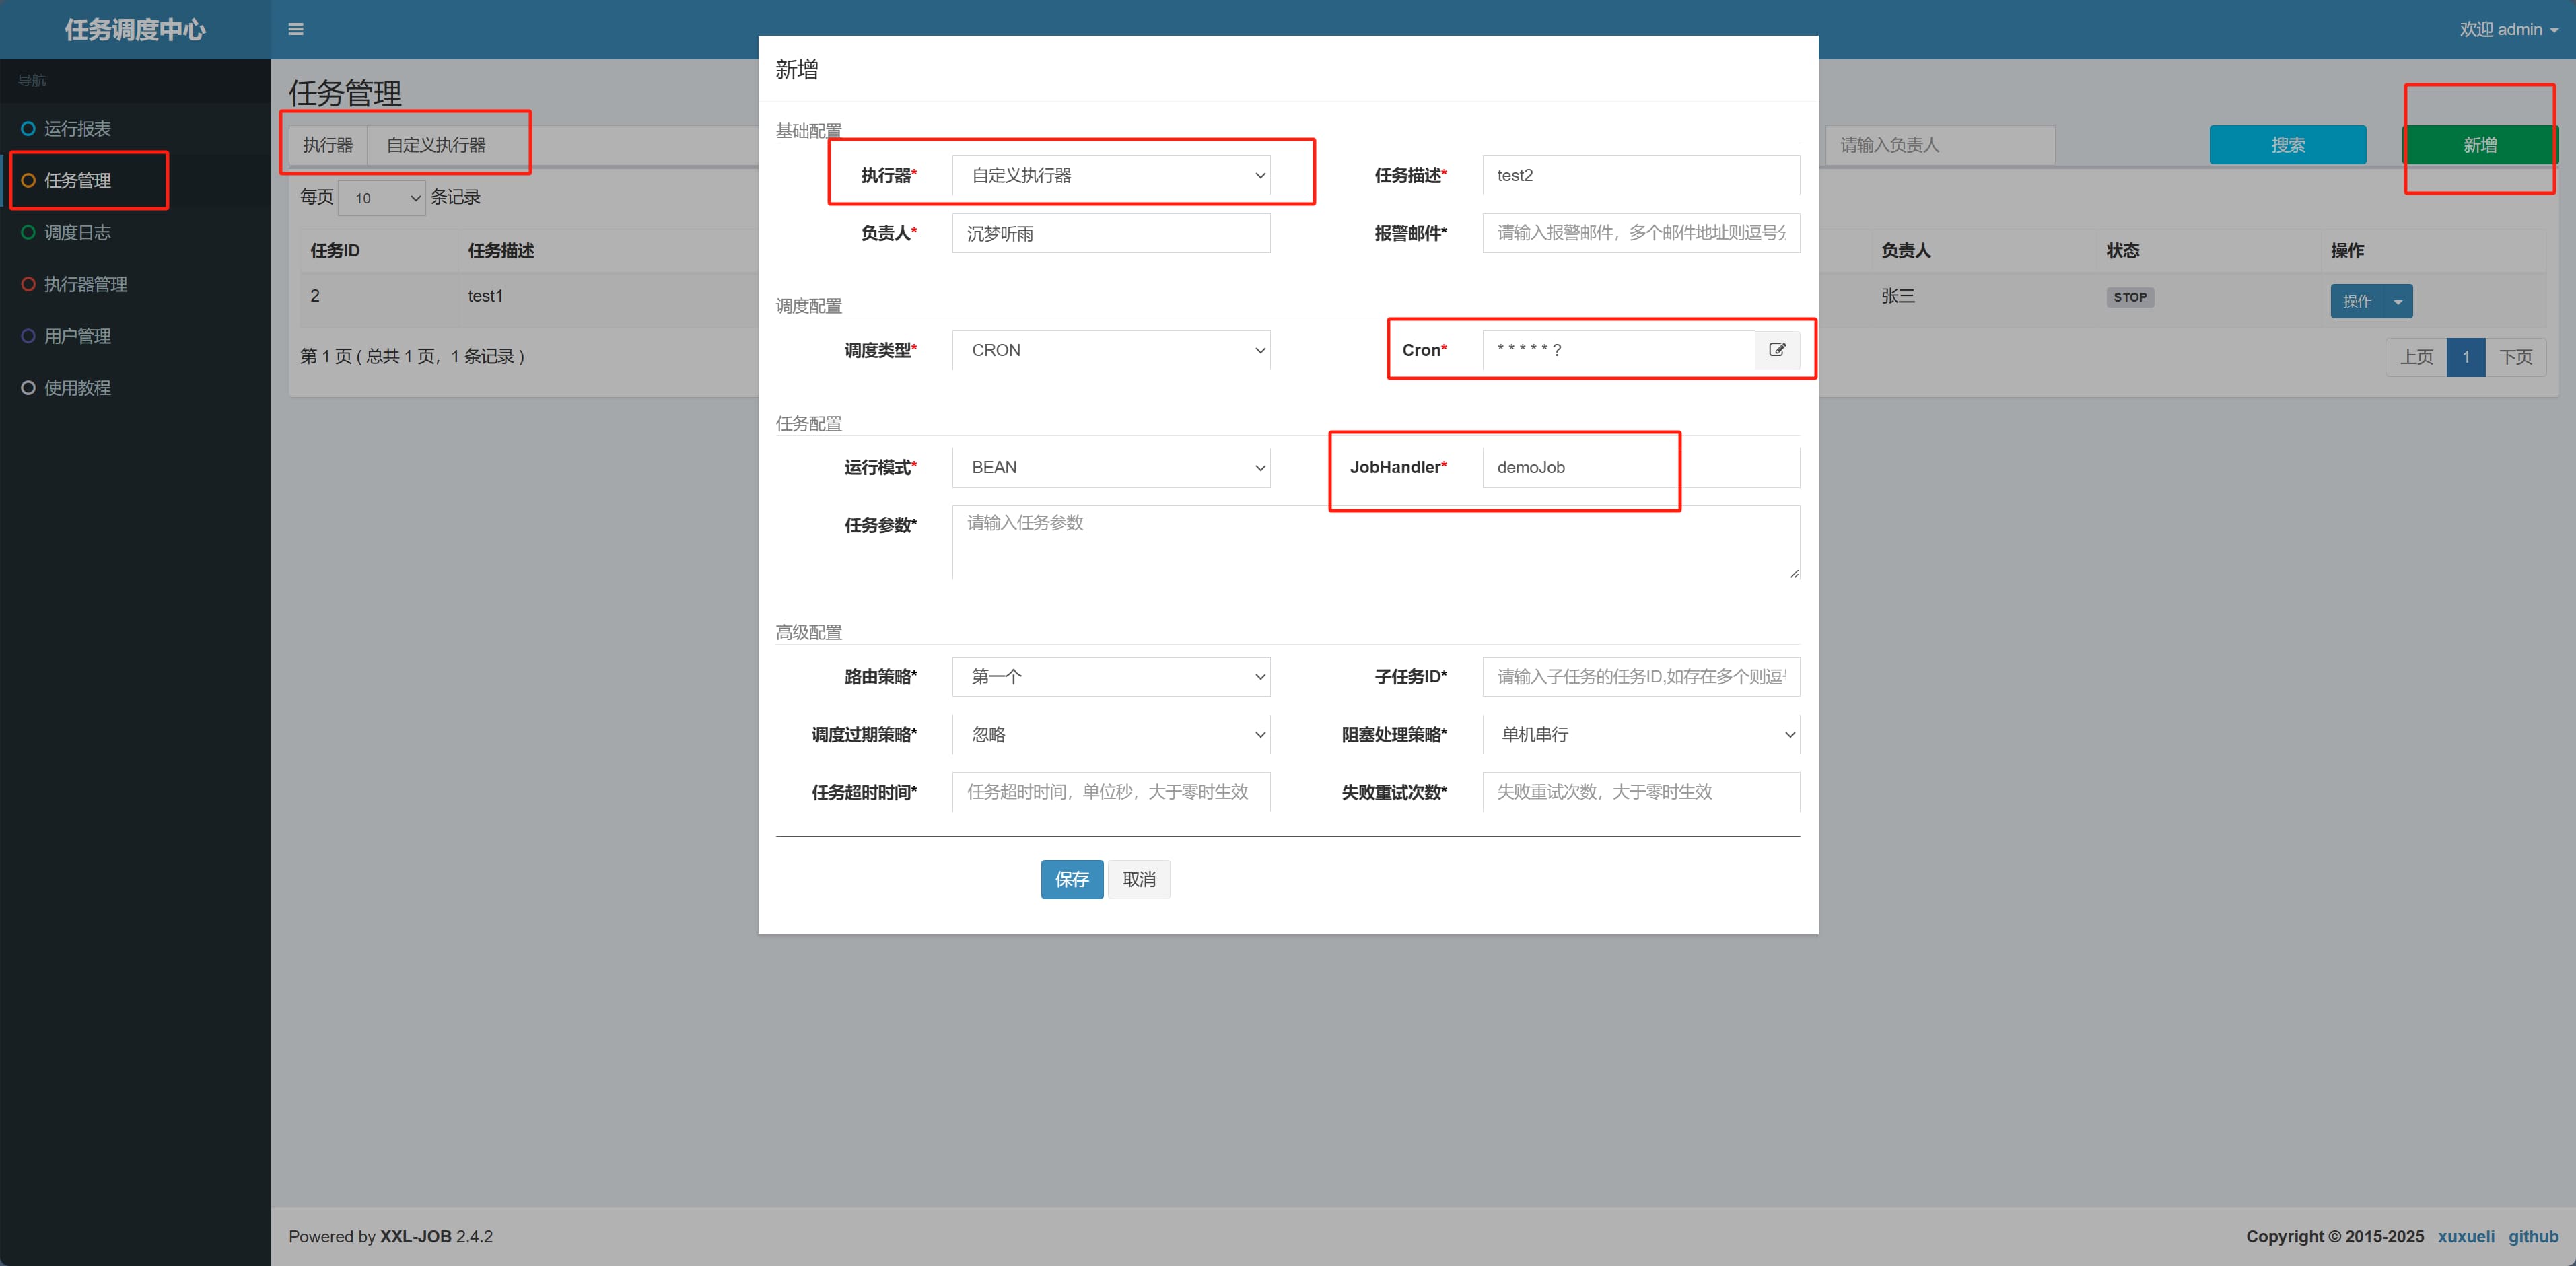 任务调度中心
欢迎 admin
导航
运行报表
任务管理
调度日志
执行器管理
用户管理
使用教程
任务管理
执行器 自定义执行器
请输入负责人
搜索
新增
每页 10 条记录
任务ID 任务描述 负责人 状态 操作
2 test1 张三 STOP 操作
第 1 页 ( 总共 1 页，1 条记录 )
上页 1 下页
新增
基础配置
执行器* 自定义执行器 任务描述* test2
负责人* 沉梦听雨 报警邮件* 请输入报警邮件，多个邮件地址则逗号分
调度配置
调度类型* CRON Cron* * * * * * ?
任务配置
运行模式* BEAN JobHandler* demoJob
任务参数* 请输入任务参数
高级配置
路由策略* 第一个 子任务ID* 请输入子任务的任务ID,如存在多个则逗
调度过期策略* 忽略 阻塞处理策略* 单机串行
任务超时时间* 任务超时时间，单位秒，大于零时生效 失败重试次数* 失败重试次数，大于零时生效
保存 取消
Powered by XXL-JOB 2.4.2
Copyright © 2015-2025 xuxueli github